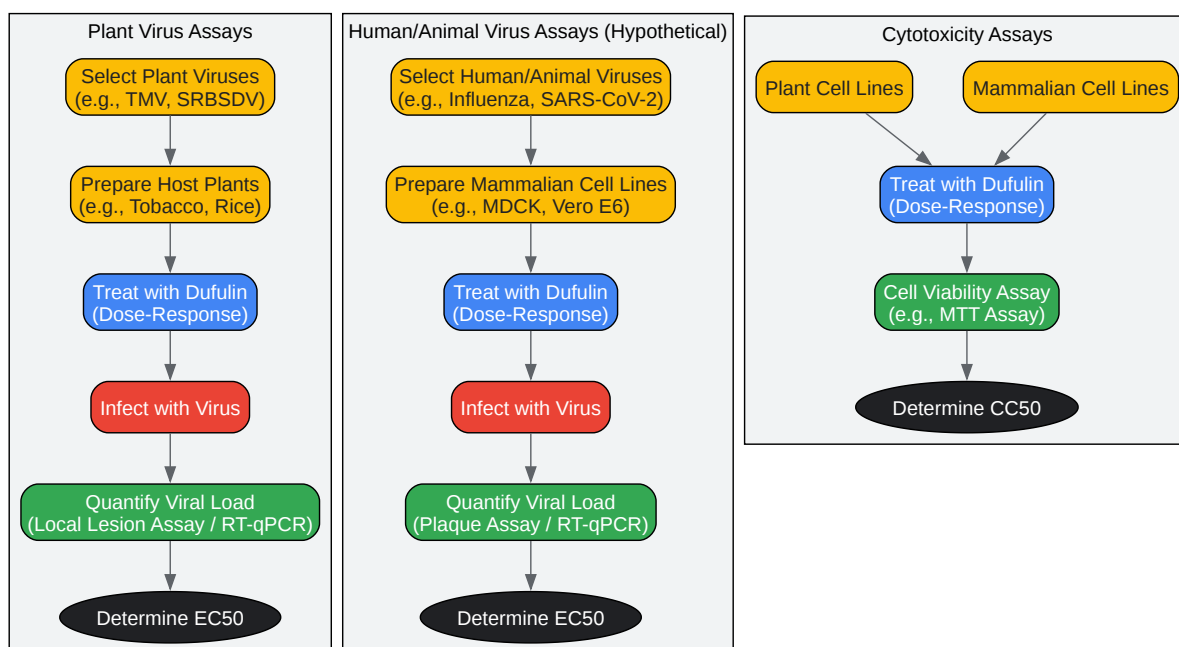 Plant Virus Assays
Select Plant Viruses
(e.g., TMV, SRBSDV)
Prepare Host Plants
(e.g., Tobacco, Rice)
Treat with Dufulin
(Dose-Response)
Infect with Virus
Quantify Viral Load
(Local Lesion Assay / RT-qPCR)
Determine EC50
Human/Animal Virus Assays (Hypothetical)
Select Human/Animal Viruses
(e.g., Influenza, SARS-CoV-2)
Prepare Mammalian Cell Lines
(e.g., MDCK, Vero E6)
Treat with Dufulin
(Dose-Response)
Infect with Virus
Quantify Viral Load
(Plaque Assay / RT-qPCR)
Determine EC50
Cytotoxicity Assays
Plant Cell Lines
Mammalian Cell Lines
Treat with Dufulin
(Dose-Response)
Cell Viability Assay
(e.g., MTT Assay)
Determine CC50